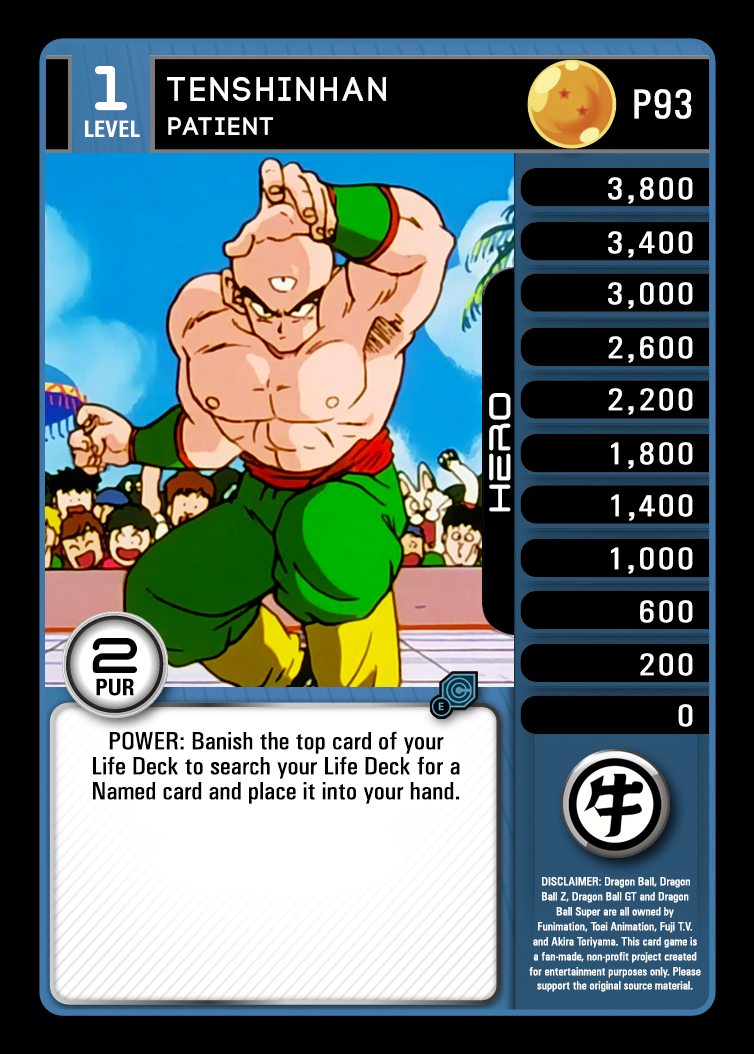 1
LEVEL
TENSHINHAN
PATIENT
P93
3,800
3,400
3,000
2,600
2,200
1,800
1,400
1,000
600
200
0
HERO
2
PUR
E
POWER: Banish the top card of your
Life Deck to search your Life Deck for a
Named card and place it into your hand.
牛
DISCLAIMER: Dragon Ball, Dragon
Ball Z, Dragon Ball GT and Dragon
Ball Super are all owned by
Funimation, Toei Animation, Fuji T.V.
and Akira Toriyama. This card game is
a fan-made, non-profit project created
for entertainment purposes only. Please
support the original source material.